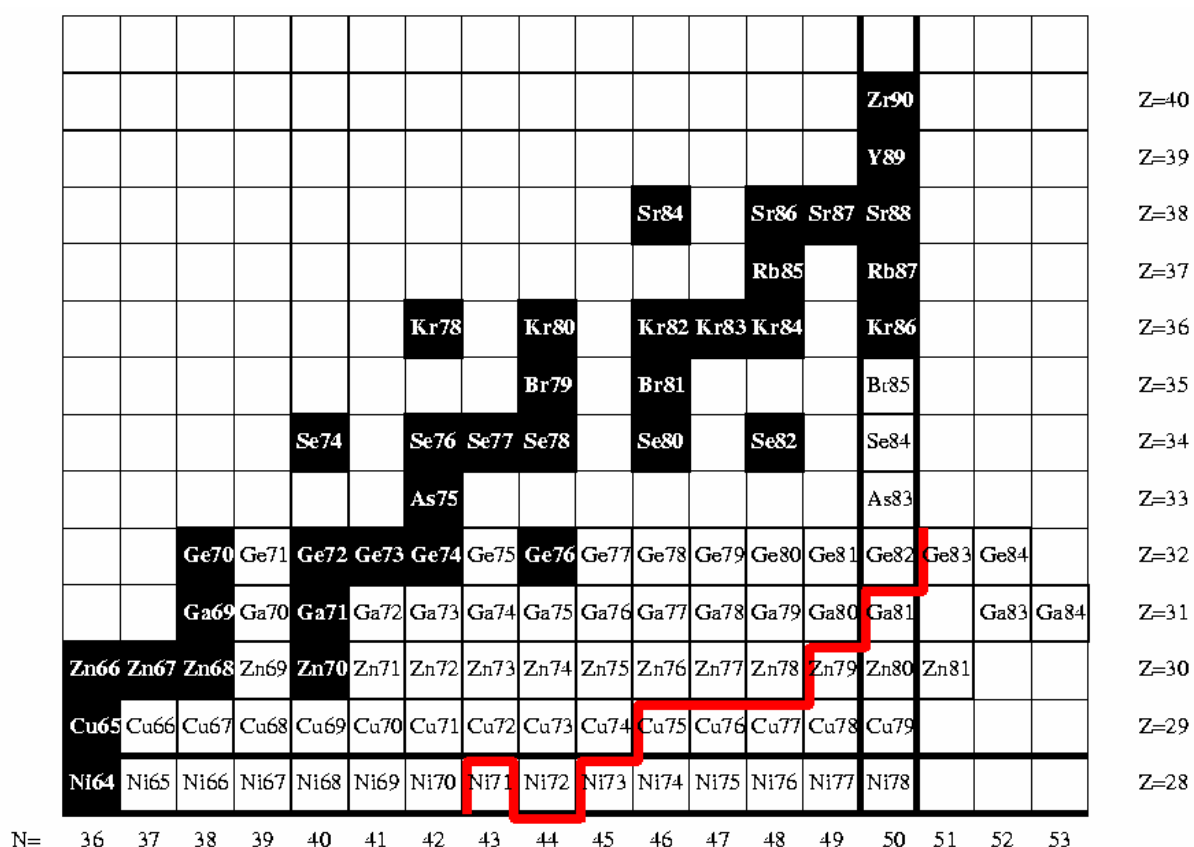 Zr90 Z=40
Y89 Z=39
Sr84 Sr86 Sr87 Sr88 Z=38
Rb85 Rb87 Z=37
Kr78 Kr80 Kr82 Kr83 Kr84 Kr86 Z=36
Br79 Br81 Br85 Z=35
Se74 Se76 Se77 Se78 Se80 Se82 Se84 Z=34
As75 As83 Z=33
Ge70 Ge71 Ge72 Ge73 Ge74 Ge75 Ge76 Ge77 Ge78 Ge79 Ge80 Ge81 Ge82 Ge83 Ge84 Z=32
Ga69 Ga70 Ga71 Ga72 Ga73 Ga74 Ga75 Ga76 Ga77 Ga78 Ga79 Ga80 Ga81 Ga83 Ga84 Z=31
Zn66 Zn67 Zn68 Zn69 Zn70 Zn71 Zn72 Zn73 Zn74 Zn75 Zn76 Zn77 Zn78 Zn79 Zn80 Zn81 Z=30
Cu65 Cu66 Cu67 Cu68 Cu69 Cu70 Cu71 Cu72 Cu73 Cu74 Cu75 Cu76 Cu77 Cu78 Cu79 Z=29
Ni64 Ni65 Ni66 Ni67 Ni68 Ni69 Ni70 Ni71 Ni72 Ni73 Ni74 Ni75 Ni76 Ni77 Ni78 Z=28
N= 36 37 38 39 40 41 42 43 44 45 46 47 48 49 50 51 52 53